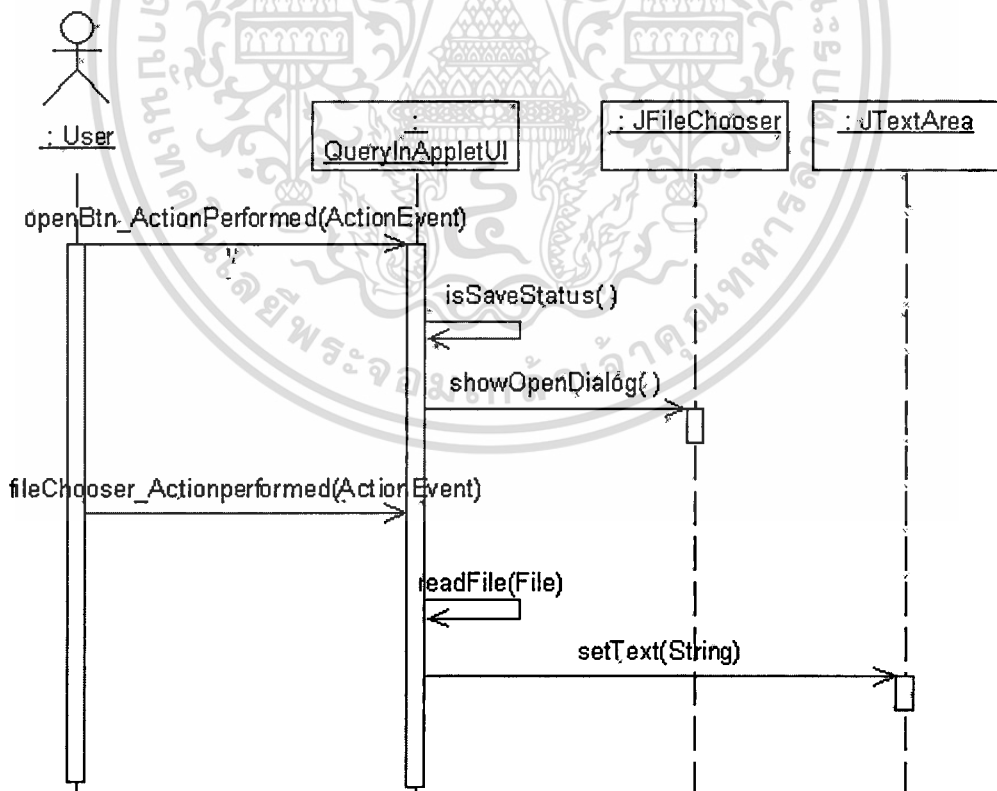 : User
:
QueryInAppletUI
: JFileChooser
: JTextArea
openBtn_ActionPerformed(ActionEvent)
isSaveStatus( )
showOpenDialog( )
fileChooser_Actionperformed(ActionEvent)
readFile(File)
setText(String)